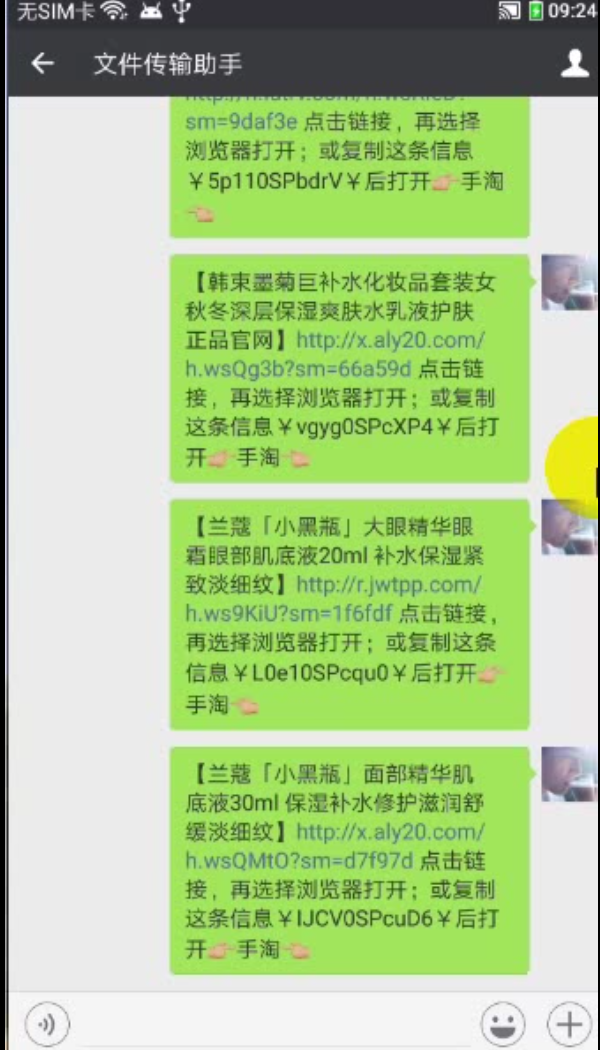 无SIM卡
09:24
文件传输助手
sm=9daf3e 点击链接，再选择
浏览器打开；或复制这条信息
￥5p110SPbdrV￥后打开👉手淘
👈
【韩束墨菊巨补水化妆品套装女
秋冬深层保湿爽肤水乳液护肤
正品官网】http://x.aly20.com/
h.wsQg3b?sm=66a59d 点击链
接，再选择浏览器打开；或复制
这条信息￥vgyg0SPcXP4￥后打
开👉手淘👈
【兰蔻「小黑瓶」大眼精华眼
霜眼部肌底液20ml 补水保湿紧
致淡细纹】http://r.jwtpp.com/
h.ws9KiU?sm=1f6fdf 点击链接，
再选择浏览器打开；或复制这条
信息￥L0e10SPcqu0￥后打开👉
手淘👈
【兰蔻「小黑瓶」面部精华肌
底液30ml 保湿补水修护滋润舒
缓淡细纹】http://x.aly20.com/
h.wsQMtO?sm=d7f97d 点击链
接，再选择浏览器打开；或复制
这条信息￥IJCV0SPcuD6￥后打
开👉手淘👈